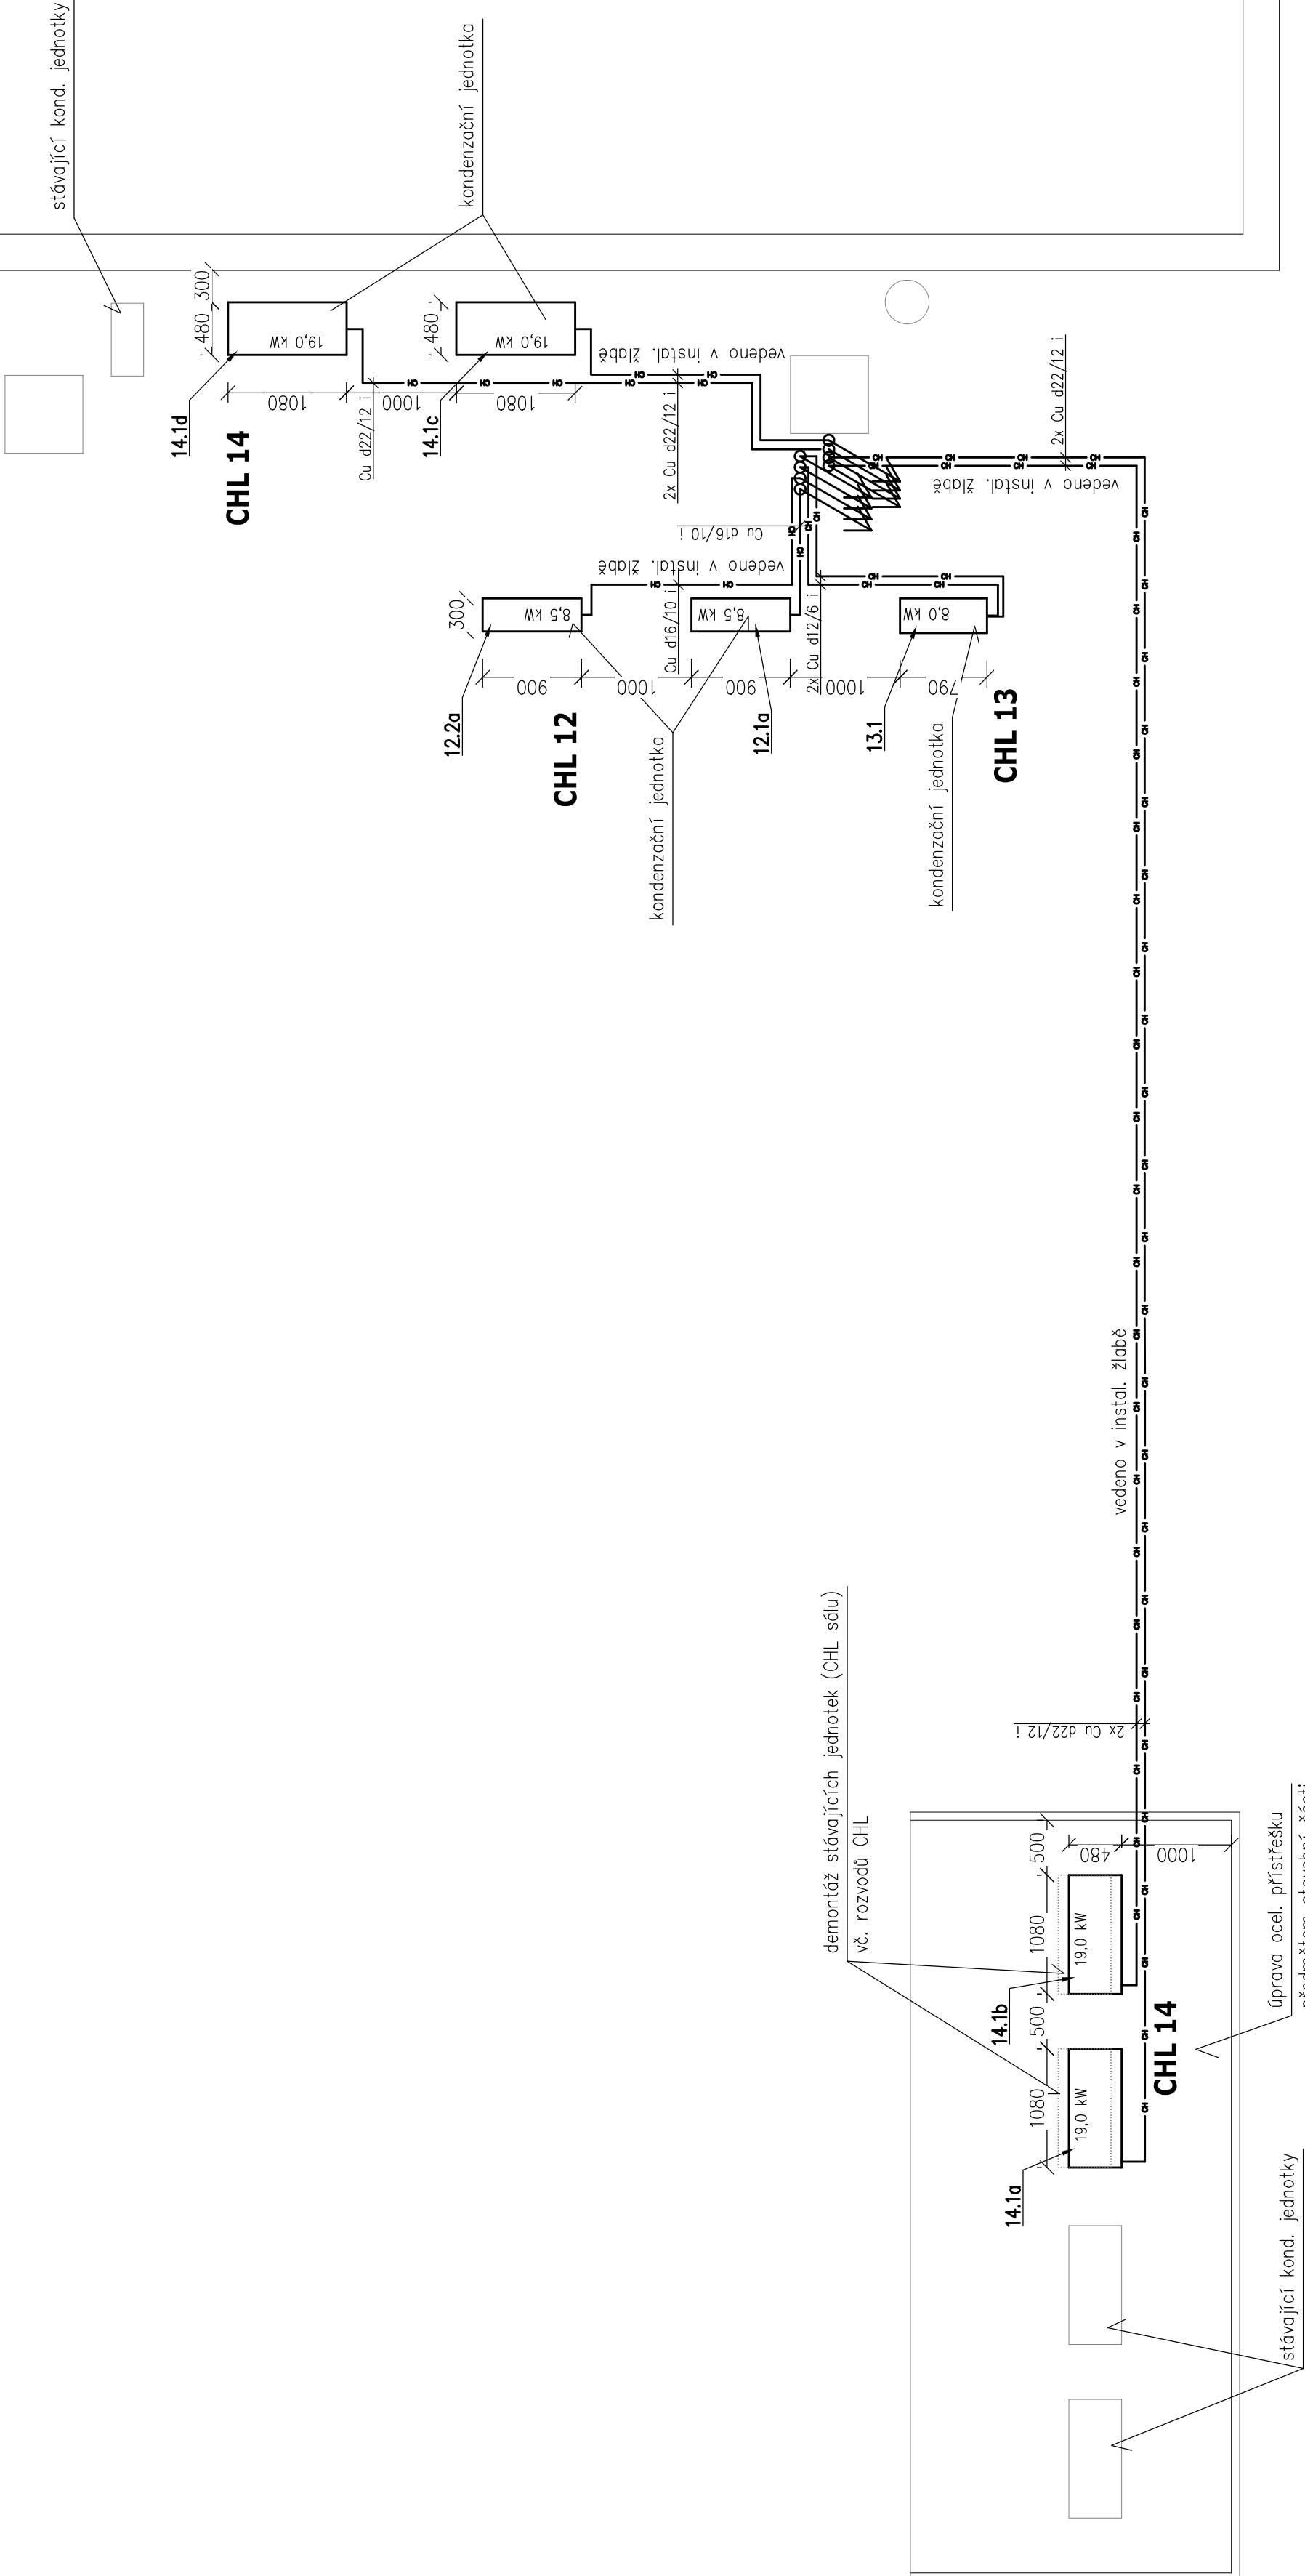 stávající kond. jednotky
kondenzační jednotka
300
480
19,0 kW
1080
14.1d
CHL 14
1000
Cu d22/12 i
480
19,0 kW
1080
14.1c
vedeno v instal. žlabě
2x Cu d22/12 i
2x Cu d22/12 i
vedeno v instal. žlabě
Cu d16/10 i
vedeno v instal. žlabě
300
8,5 kW
900
12.2a
CHL 12
1000
Cu d16/10 i
8,5 kW
900
12.1a
kondenzační jednotka
2x Cu d12/6 i
1000
8,0 kW
790
13.1
CHL 13
kondenzační jednotka
CH
vedeno v instal. žlabě
2x Cu d22/12 i
demontáž stávajících jednotek (CHL sálu)
vč. rozvodů CHL
500
480
1000
1080
19,0 kW
14.1b
500
1080
19,0 kW
14.1a
CHL 14
úprava ocel. přístřešku
stávající kond. jednotky